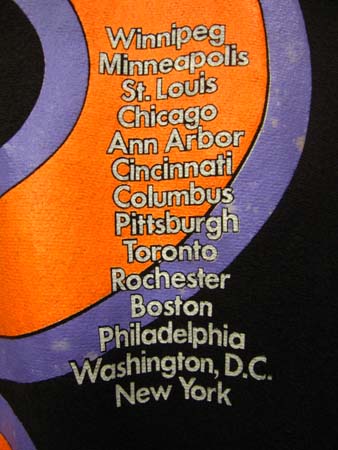 Winnipeg
Minneapolis
St. Louis
Chicago
Ann Arbor
Cincinnati
Columbus
Pittsburgh
Toronto
Rochester
Boston
Philadelphia
Washington, D.C.
New York